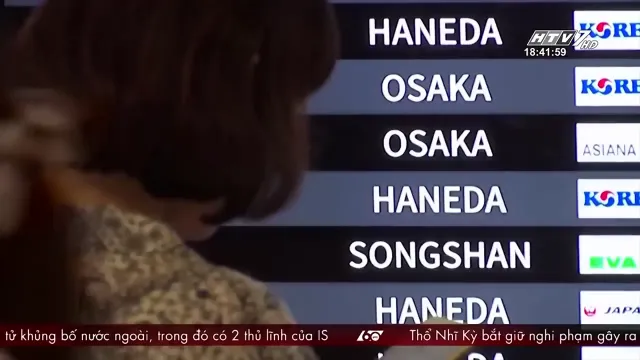 HANEDA KORE
HTV7 HD
18:41:59
OSAKA KORE
OSAKA ASIANA
HANEDA KORE
SONGSHAN EVA
HANEDA JAPA
tử khủng bố nước ngoài, trong đó có 2 thủ lĩnh của IS 60 Thổ Nhĩ Kỳ bắt giữ nghi phạm gây ra